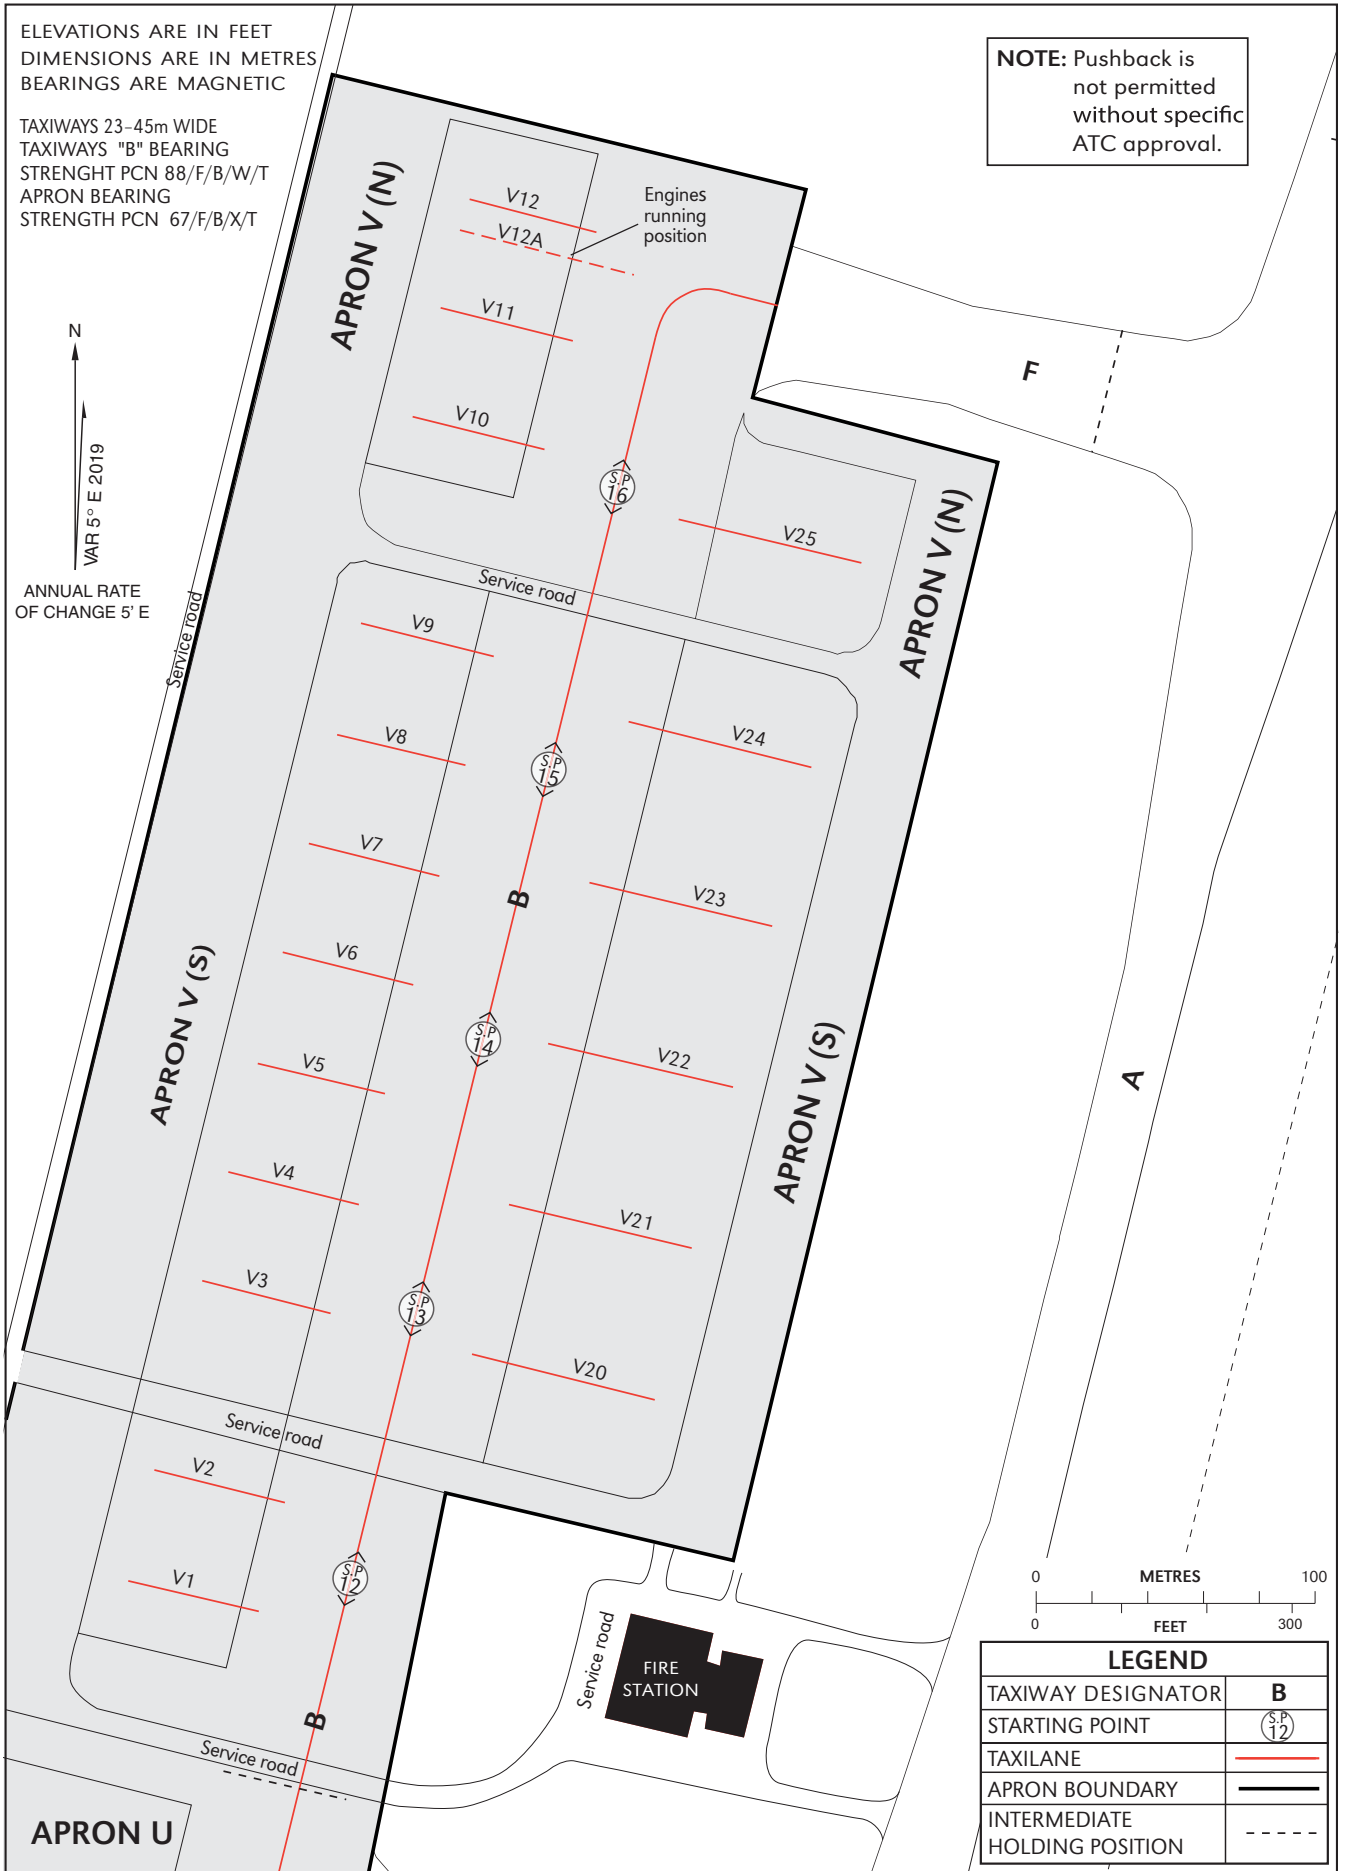 ELEVATIONS ARE IN FEET
DIMENSIONS ARE IN METRES
BEARINGS ARE MAGNETIC
TAXIWAYS 23-45m WIDE
TAXIWAYS "B" BEARING
STRENGHT PCN 88/F/B/W/T
APRON BEARING
STRENGTH PCN 67/F/B/X/T
NOTE: Pushback is
not permitted
without specific
ATC approval.
N
VAR 5° E 2019
ANNUAL RATE
OF CHANGE 5' E
APRON V (N)
V12
V12A
Engines
running
position
V11
V10
F
S.P
16
V25
APRON V (N)
Service road
Service road
V9
V8
V24
S.P
15
V7
B
V23
V6
APRON V (S)
S.P
14
V22
V5
APRON V (S)
A
V4
V21
V3
S.P
13
V20
Service road
V2
V1
S.P
12
B
Service road
Service road
FIRE
STATION
APRON U
0 METRES 100
0 FEET 300
LEGEND
TAXIWAY DESIGNATOR B
STARTING POINT S.P 12
TAXILANE
APRON BOUNDARY
INTERMEDIATE
HOLDING POSITION